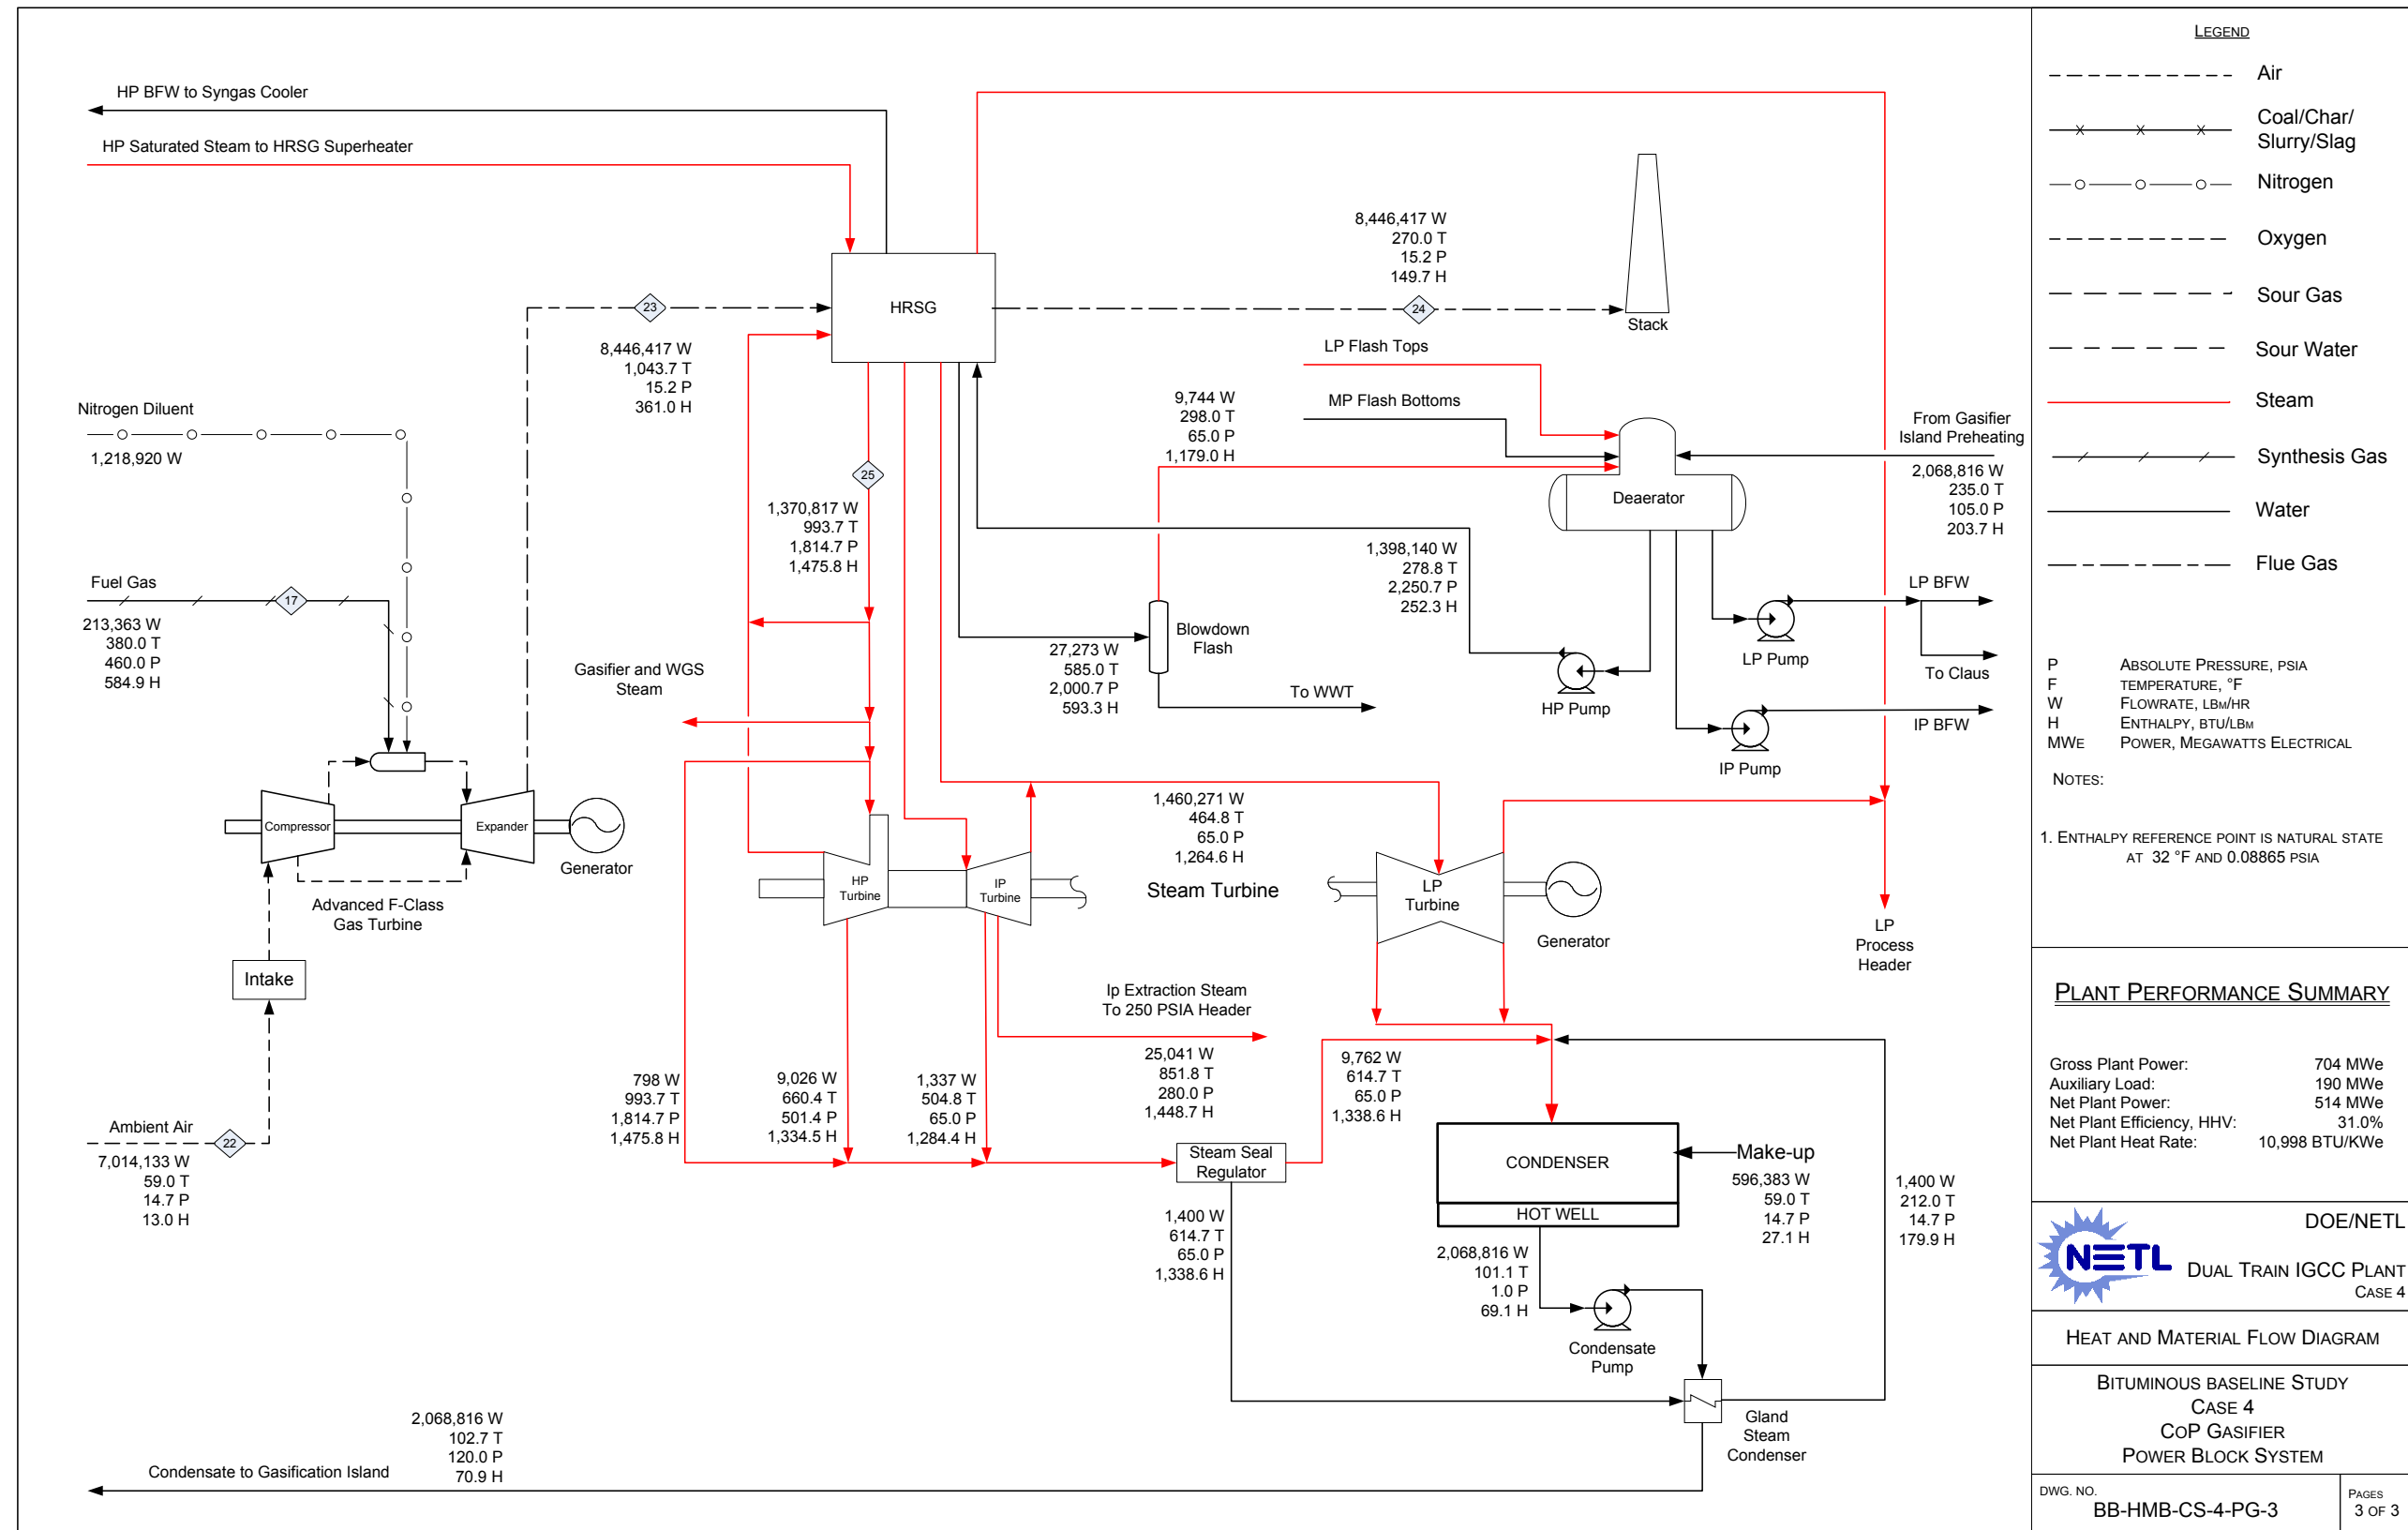 HP BFW to Syngas Cooler
HP Saturated Steam to HRSG Superheater
8,446,417 W
270.0 T
15.2 P
149.7 H
23
HRSG
24
Stack
8,446,417 W
1,043.7 T
15.2 P
361.0 H
LP Flash Tops
Nitrogen Diluent
1,218,920 W
9,744 W
298.0 T
65.0 P
1,179.0 H
MP Flash Bottoms
From Gasifier
Island Preheating
2,068,816 W
235.0 T
105.0 P
203.7 H
25
Deaerator
1,370,817 W
993.7 T
1,814.7 P
1,475.8 H
1,398,140 W
278.8 T
2,250.7 P
252.3 H
Fuel Gas
17
213,363 W
380.0 T
460.0 P
584.9 H
LP BFW
LP Pump
To Claus
Blowdown
Flash
27,273 W
585.0 T
2,000.7 P
593.3 H
Gasifier and WGS
Steam
To WWT
HP Pump
IP BFW
IP Pump
Compressor
Expander
Generator
Advanced F-Class
Gas Turbine
1,460,271 W
464.8 T
65.0 P
1,264.6 H
HP
Turbine
IP
Turbine
Steam Turbine
LP
Turbine
Generator
LP
Process
Header
Intake
Ip Extraction Steam
To 250 PSIA Header
25,041 W
851.8 T
280.0 P
1,448.7 H
798 W
993.7 T
1,814.7 P
1,475.8 H
9,026 W
660.4 T
501.4 P
1,334.5 H
1,337 W
504.8 T
65.0 P
1,284.4 H
9,762 W
614.7 T
65.0 P
1,338.6 H
Ambient Air
22
7,014,133 W
59.0 T
14.7 P
13.0 H
Steam Seal
Regulator
CONDENSER
HOT WELL
Make-up
596,383 W
59.0 T
14.7 P
27.1 H
1,400 W
212.0 T
14.7 P
179.9 H
1,400 W
614.7 T
65.0 P
1,338.6 H
2,068,816 W
101.1 T
1.0 P
69.1 H
Condensate
Pump
Gland
Steam
Condenser
2,068,816 W
102.7 T
120.0 P
70.9 H
Condensate to Gasification Island
LEGEND
Air
Coal/Char/
Slurry/Slag
Nitrogen
Oxygen
Sour Gas
Sour Water
Steam
Synthesis Gas
Water
Flue Gas
P ABSOLUTE PRESSURE, PSIA
F TEMPERATURE, °F
W FLOWRATE, LBM/HR
H ENTHALPY, BTU/LBM
MWE POWER, MEGAWATTS ELECTRICAL
NOTES:
1. ENTHALPY REFERENCE POINT IS NATURAL STATE
AT 32 °F AND 0.08865 PSIA
PLANT PERFORMANCE SUMMARY
Gross Plant Power: 704 MWe
Auxiliary Load: 190 MWe
Net Plant Power: 514 MWe
Net Plant Efficiency, HHV: 31.0%
Net Plant Heat Rate: 10,998 BTU/KWe
NETL
DOE/NETL
DUAL TRAIN IGCC PLANT
CASE 4
HEAT AND MATERIAL FLOW DIAGRAM
BITUMINOUS BASELINE STUDY
CASE 4
COP GASIFIER
POWER BLOCK SYSTEM
DWG. NO.
BB-HMB-CS-4-PG-3
PAGES
3 OF 3